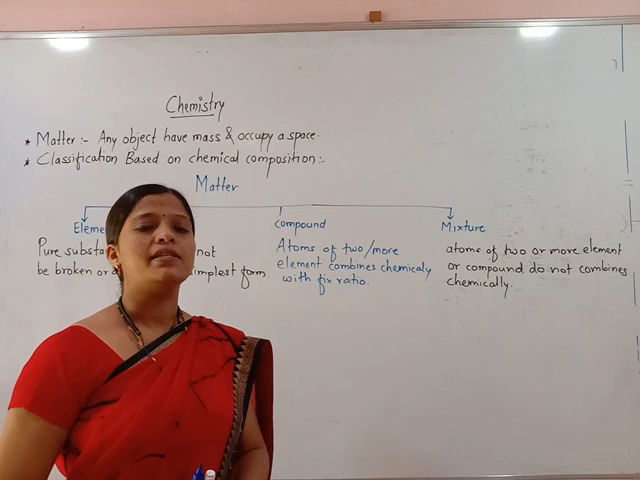 Chemistry
* Matter :- Any object have mass & occupy a space.
* Classification Based on chemical composition :-
Matter
Eleme compound Mixture
Pure substa not
be broken or simplest form.
Atoms of two/more
element combines chemicaly
with fix ratio.
atoms of two or more element
or compound do not combines
chemically.